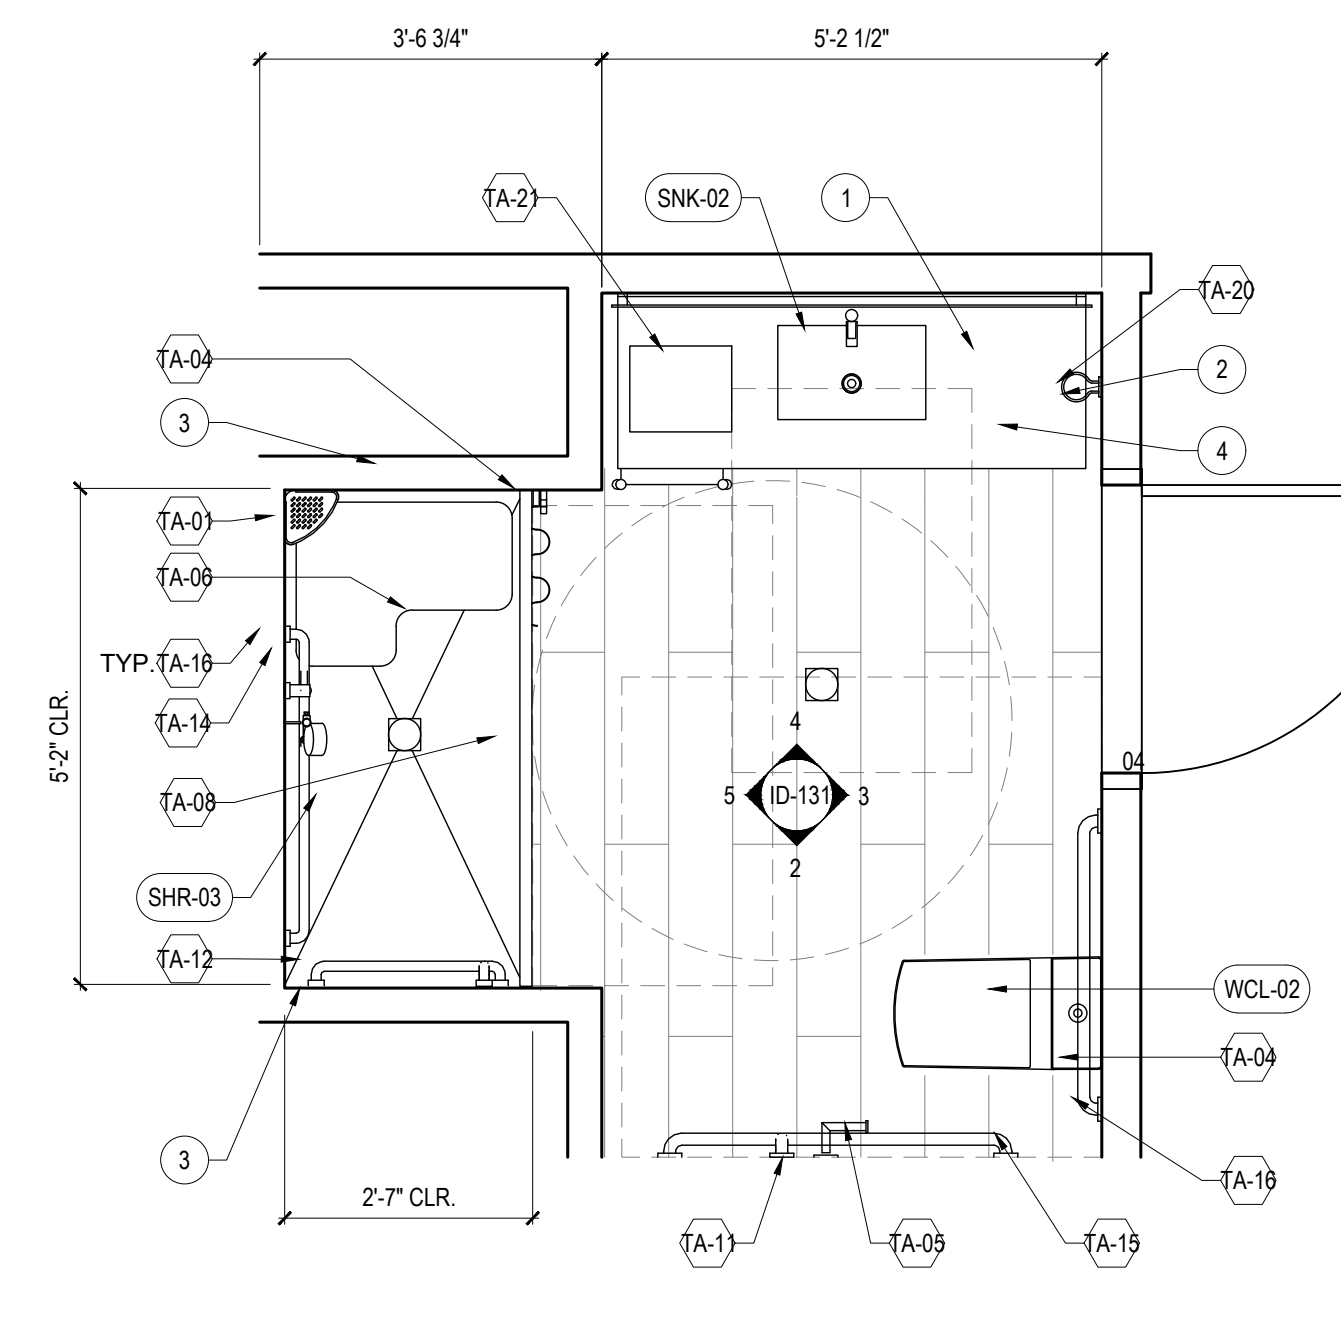 3'-6 3/4"
5'-2 1/2"
TA-21
SNK-02
1
TA-20
TA-04
2
3
4
TA-01
TA-06
TYP. TA-16
TA-14
5'-2" CLR.
4
04
TA-08
5
ID-131
3
2
SHR-03
TA-12
WCL-02
TA-04
3
TA-16
2'-7" CLR.
TA-11
TA-05
TA-15